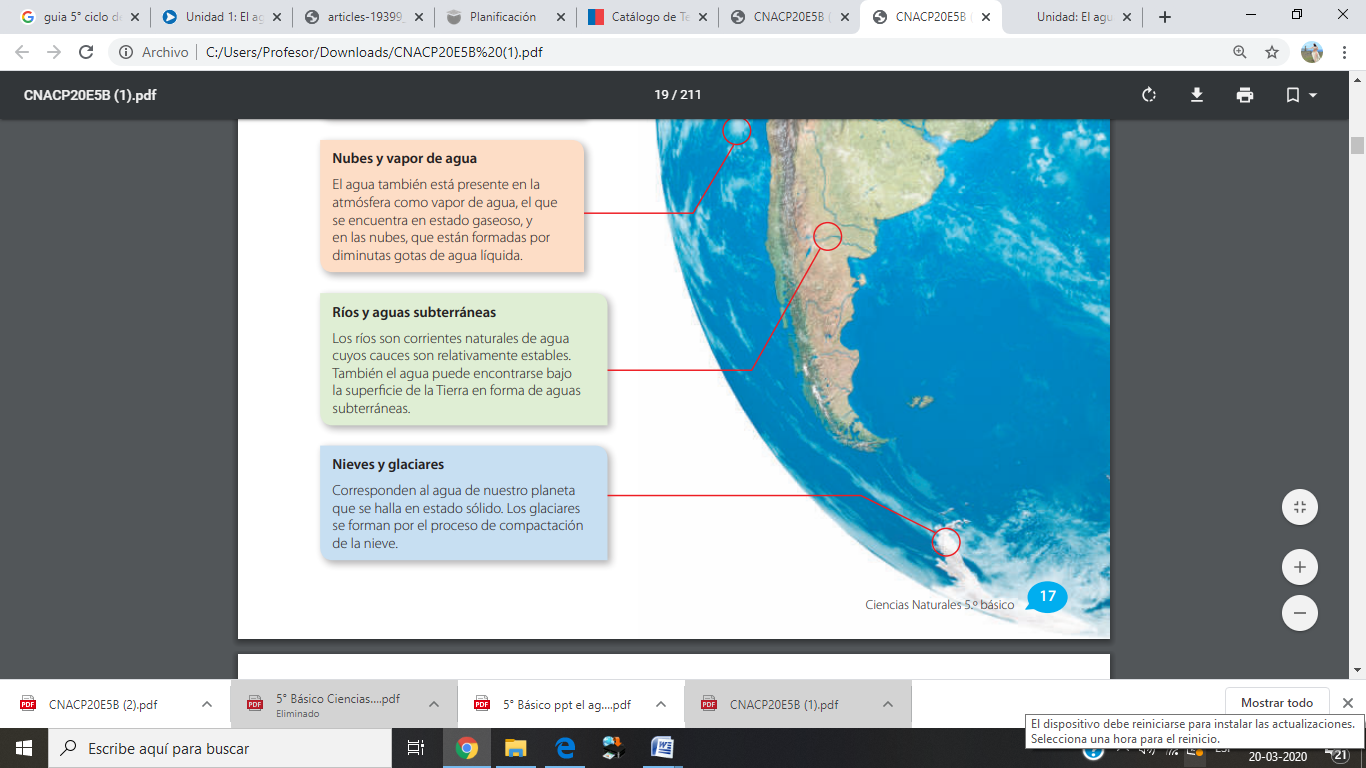 guia 5° ciclo d
Unidad 1: El ag
articles-19399_
Planificación
Catálogo de Te
CNACP20E5B (
CNACP20E5B (
Unidad: El agu
Archivo
C:/Users/Profesor/Downloads/CNACP20E5B%20(1).pdf
CNACP20E5B (1).pdf
19 / 211
Nubes y vapor de agua
El agua también está presente en la
atmósfera como vapor de agua, el que
se encuentra en estado gaseoso, y
en las nubes, que están formadas por
diminutas gotas de agua líquida.
Ríos y aguas subterráneas
Los ríos son corrientes naturales de agua
cuyos cauces son relativamente estables.
También el agua puede encontrarse bajo
la superficie de la Tierra en forma de aguas
subterráneas.
Nieves y glaciares
Corresponden al agua de nuestro planeta
que se halla en estado sólido. Los glaciares
se forman por el proceso de compactación
de la nieve.
Ciencias Naturales 5.º básico
17
CNACP20E5B (2).pdf
5° Básico Ciencias....pdf
Eliminado
5° Básico ppt el ag....pdf
CNACP20E5B (1).pdf
Mostrar todo
El dispositivo debe reiniciarse para instalar las actualizaciones.
Selecciona una hora para el reinicio.
Escribe aquí para buscar
20-03-2020
21